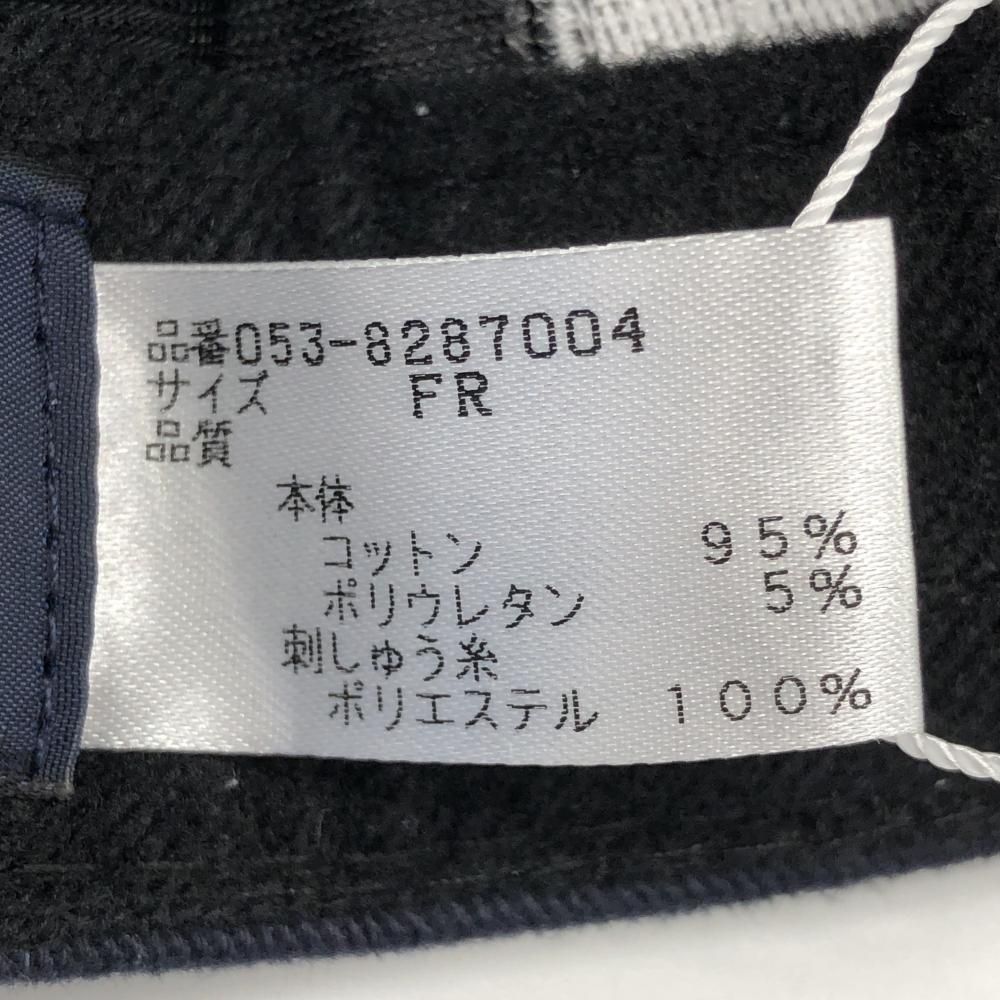 品番053-8287004
サイズ FR
品質
本体
コットン 95%
ポリウレタン 5%
刺しゅう糸
ポリエステル 100%